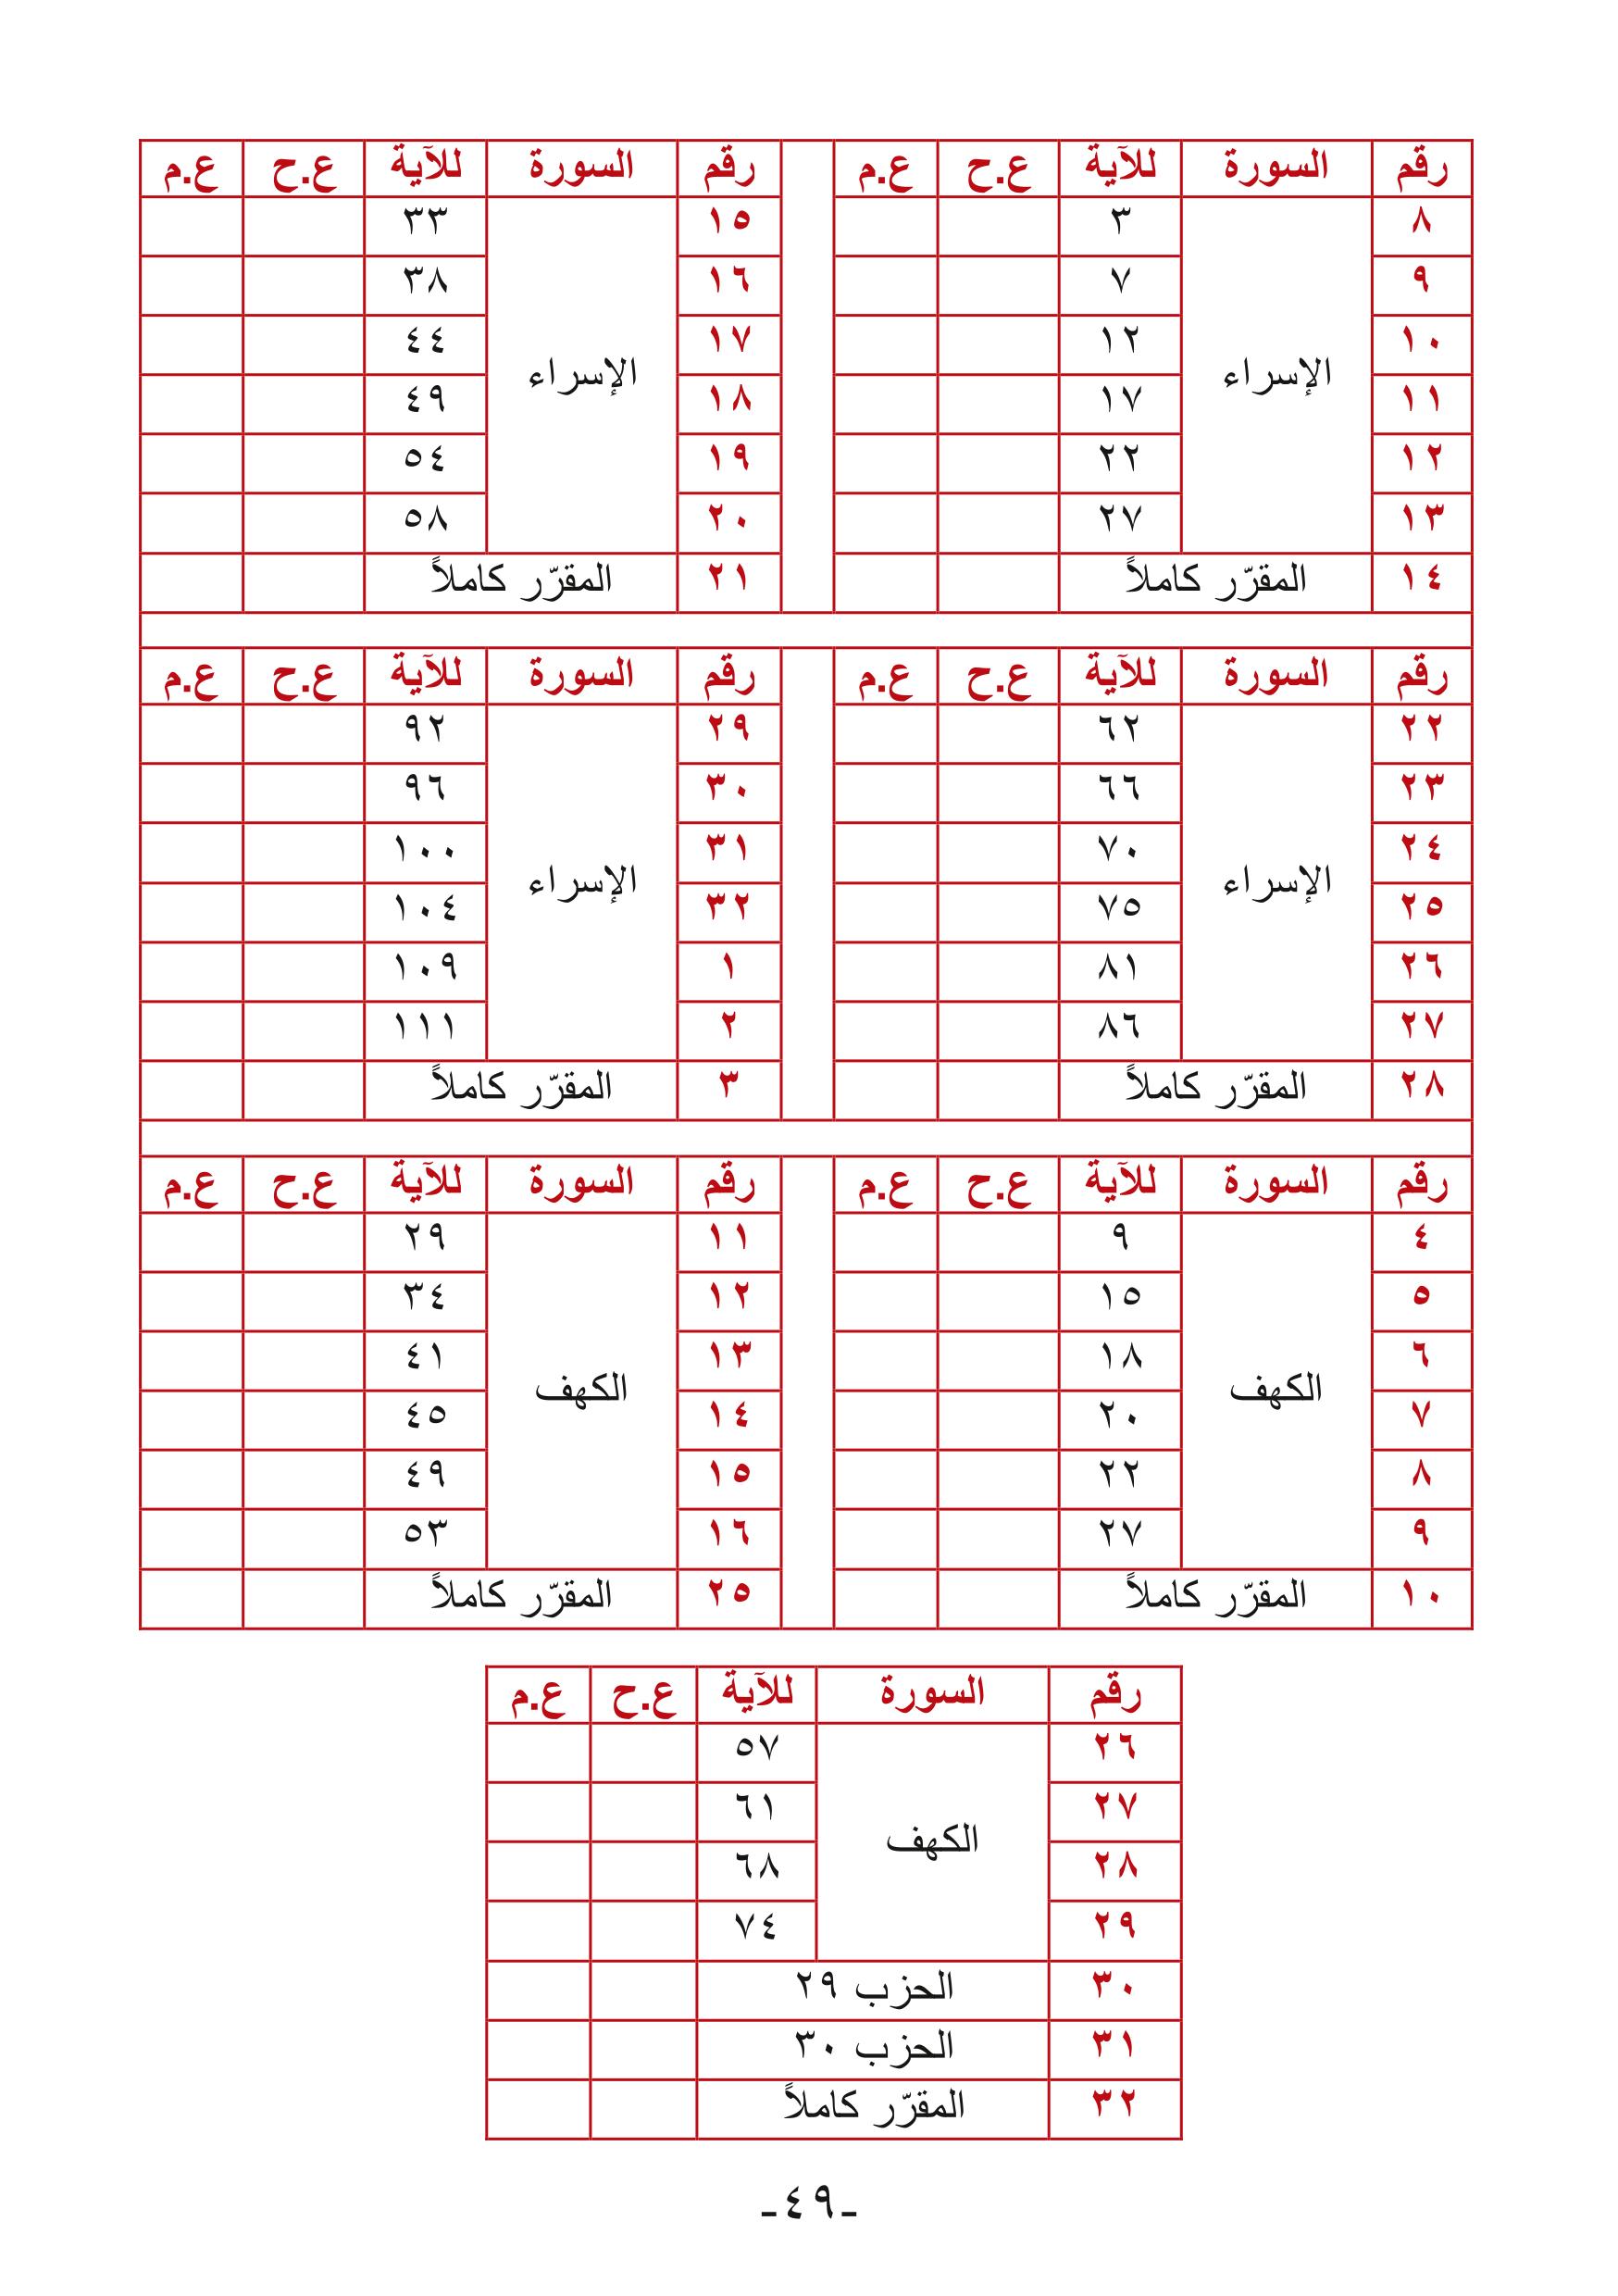 رقم السورة للآية ع.ح ع.م رقم السورة للآية ع.ح ع.م
٨ ٣ ١٥ ٣٣
٩ ٧ ١٦ ٣٨
١٠ ١٢ ١٧ ٤٤
الإسراء الإسراء
١١ ١٧ ١٨ ٤٩
١٢ ٢٢ ١٩ ٥٤
١٣ ٢٧ ٢٠ ٥٨
١٤ المقرّر كاملاً ٢١ المقرّر كاملاً
رقم السورة للآية ع.ح ع.م رقم السورة للآية ع.ح ع.م
٢٢ ٦٢ ٢٩ ٩٢
٢٣ ٦٦ ٣٠ ٩٦
٢٤ ٧٠ ٣١ ١٠٠
الإسراء الإسراء
٢٥ ٧٥ ٣٢ ١٠٤
٢٦ ٨١ ١ ١٠٩
٢٧ ٨٦ ٢ ١١١
٢٨ المقرّر كاملاً ٣ المقرّر كاملاً
رقم السورة للآية ع.ح ع.م رقم السورة للآية ع.ح ع.م
٤ ٩ ١١ ٢٩
٥ ١٥ ١٢ ٣٤
٦ ١٨ ١٣ ٤١
الكهف الكهف
٧ ٢٠ ١٤ ٤٥
٨ ٢٢ ١٥ ٤٩
٩ ٢٧ ١٦ ٥٣
١٠ المقرّر كاملاً ٢٥ المقرّر كاملاً
رقم السورة للآية ع.ح ع.م
٢٦ ٥٧
٢٧ ٦١
الكهف
٢٨ ٦٨
٢٩ ٧٤
٣٠ الحزب ٢٩
٣١ الحزب ٣٠
٣٢ المقرّر كاملاً
-٤٩-